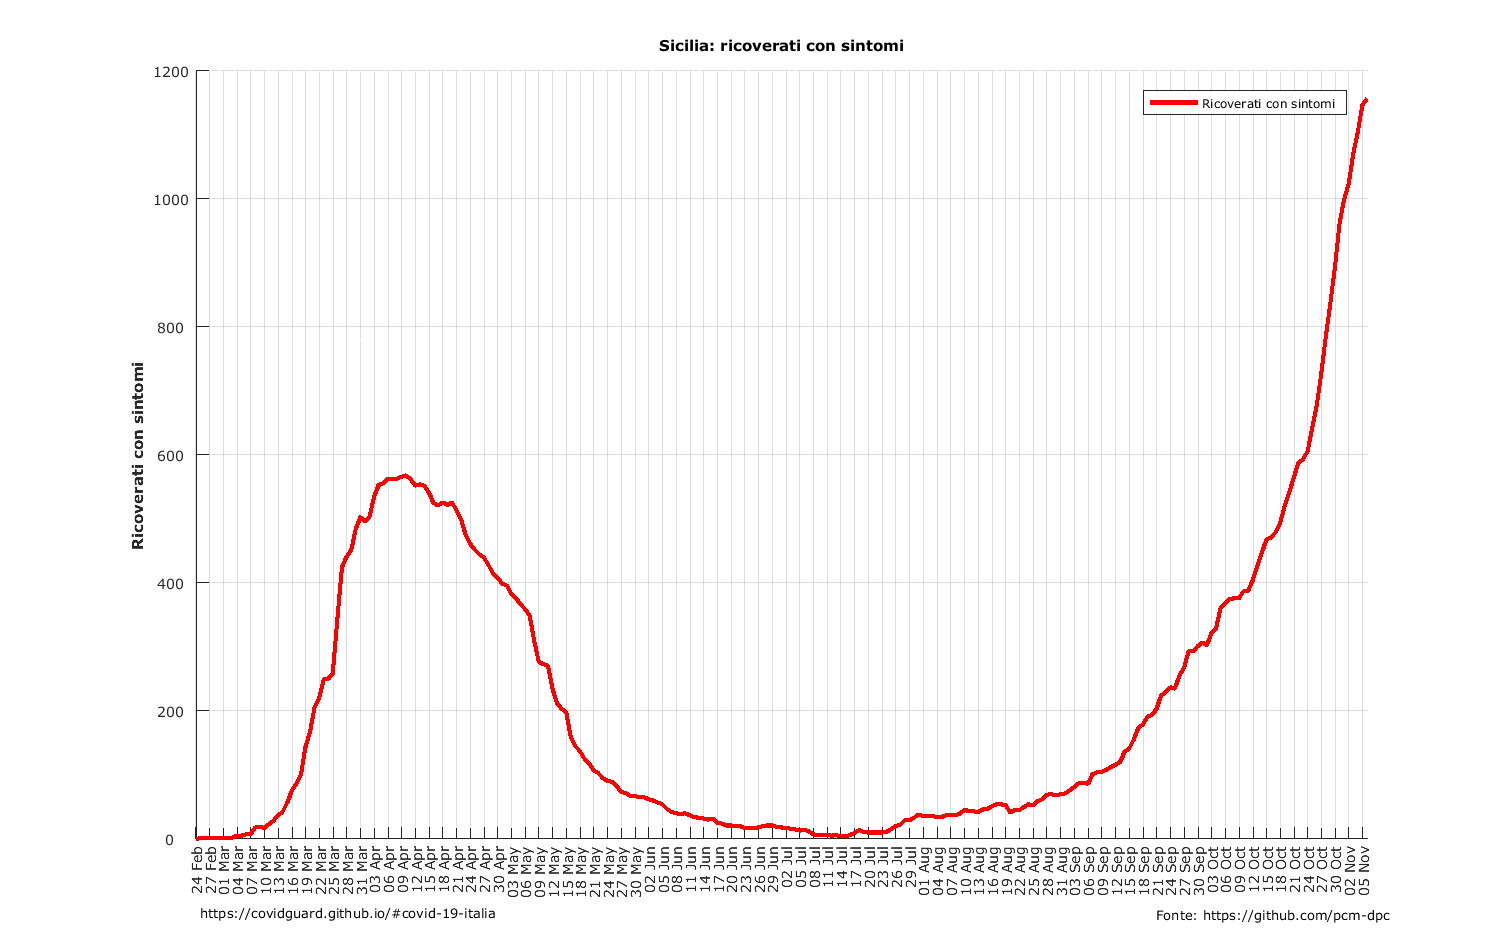 Sicilia: ricoverati con sintomi
Ricoverati con sintomi
1200
1000
800
600
400
200
0
Ricoverati con sintomi
24 Feb
27 Feb
01 Mar
04 Mar
07 Mar
10 Mar
13 Mar
16 Mar
19 Mar
22 Mar
25 Mar
28 Mar
31 Mar
03 Apr
06 Apr
09 Apr
12 Apr
15 Apr
18 Apr
21 Apr
24 Apr
27 Apr
30 Apr
03 May
06 May
09 May
12 May
15 May
18 May
21 May
24 May
27 May
30 May
02 Jun
05 Jun
08 Jun
11 Jun
14 Jun
17 Jun
20 Jun
23 Jun
26 Jun
29 Jun
02 Jul
05 Jul
08 Jul
11 Jul
14 Jul
17 Jul
20 Jul
23 Jul
26 Jul
29 Jul
01 Aug
04 Aug
07 Aug
10 Aug
13 Aug
16 Aug
19 Aug
22 Aug
25 Aug
28 Aug
31 Aug
03 Sep
06 Sep
09 Sep
12 Sep
15 Sep
18 Sep
21 Sep
24 Sep
27 Sep
30 Sep
03 Oct
06 Oct
09 Oct
12 Oct
15 Oct
18 Oct
21 Oct
24 Oct
27 Oct
30 Oct
02 Nov
05 Nov
https://covidguard.github.io/#covid-19-italia
Fonte: https://github.com/pcm-dpc